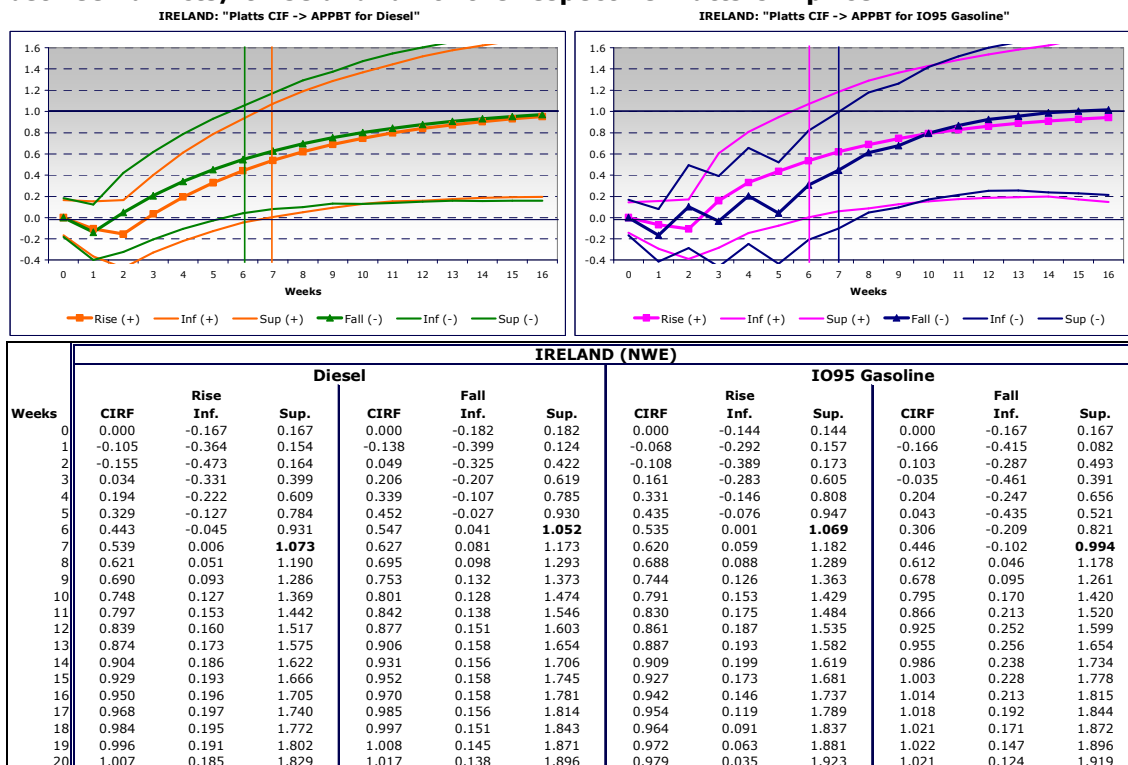 IRELAND: "Platts CIF -> APPBT for Diesel"
1.6
1.4
1.2
1.0
0.8
0.6
0.4
0.2
0.0
-0.2
-0.4
0 1 2 3 4 5 6 7 8 9 10 11 12 13 14 15 16
Weeks
Rise (+) Inf (+) Sup (+) Fall (-) Inf (-) Sup (-)
IRELAND: "Platts CIF -> APPBT for IO95 Gasoline"
1.6
1.4
1.2
1.0
0.8
0.6
0.4
0.2
0.0
-0.2
-0.4
0 1 2 3 4 5 6 7 8 9 10 11 12 13 14 15 16
Weeks
Rise (+) Inf (+) Sup (+) Fall (-) Inf (-) Sup (-)
IRELAND (NWE)
Diesel IO95 Gasoline
Rise Fall Rise Fall
Weeks CIRF Inf. Sup. CIRF Inf. Sup. CIRF Inf. Sup. CIRF Inf. Sup.
0 0.000 -0.167 0.167 0.000 -0.182 0.182 0.000 -0.144 0.144 0.000 -0.167 0.167
1 -0.105 -0.364 0.154 -0.138 -0.399 0.124 -0.068 -0.292 0.157 -0.166 -0.415 0.082
2 -0.155 -0.473 0.164 0.049 -0.325 0.422 -0.108 -0.389 0.173 0.103 -0.287 0.493
3 0.034 -0.331 0.399 0.206 -0.207 0.619 0.161 -0.283 0.605 -0.035 -0.461 0.391
4 0.194 -0.222 0.609 0.339 -0.107 0.785 0.331 -0.146 0.808 0.204 -0.247 0.656
5 0.329 -0.127 0.784 0.452 -0.027 0.930 0.435 -0.076 0.947 0.043 -0.435 0.521
6 0.443 -0.045 0.931 0.547 0.041 1.052 0.535 0.001 1.069 0.306 -0.209 0.821
7 0.539 0.006 1.073 0.627 0.081 1.173 0.620 0.059 1.182 0.446 -0.102 0.994
8 0.621 0.051 1.190 0.695 0.098 1.293 0.688 0.088 1.289 0.612 0.046 1.178
9 0.690 0.093 1.286 0.753 0.132 1.373 0.744 0.126 1.363 0.678 0.095 1.261
10 0.748 0.127 1.369 0.801 0.128 1.474 0.791 0.153 1.429 0.795 0.170 1.420
11 0.797 0.153 1.442 0.842 0.138 1.546 0.830 0.175 1.484 0.866 0.213 1.520
12 0.839 0.160 1.517 0.877 0.151 1.603 0.861 0.187 1.535 0.925 0.252 1.599
13 0.874 0.173 1.575 0.906 0.158 1.654 0.887 0.193 1.582 0.955 0.256 1.654
14 0.904 0.186 1.622 0.931 0.156 1.706 0.909 0.199 1.619 0.986 0.238 1.734
15 0.929 0.193 1.666 0.952 0.158 1.745 0.927 0.173 1.681 1.003 0.228 1.778
16 0.950 0.196 1.705 0.970 0.158 1.781 0.942 0.146 1.737 1.014 0.213 1.815
17 0.968 0.197 1.740 0.985 0.156 1.814 0.954 0.119 1.789 1.018 0.192 1.844
18 0.984 0.195 1.772 0.997 0.151 1.843 0.964 0.091 1.837 1.021 0.171 1.872
19 0.996 0.191 1.802 1.008 0.145 1.871 0.972 0.063 1.881 1.022 0.147 1.896
20 1.007 0.185 1.829 1.017 0.138 1.896 0.979 0.035 1.923 1.021 0.124 1.919